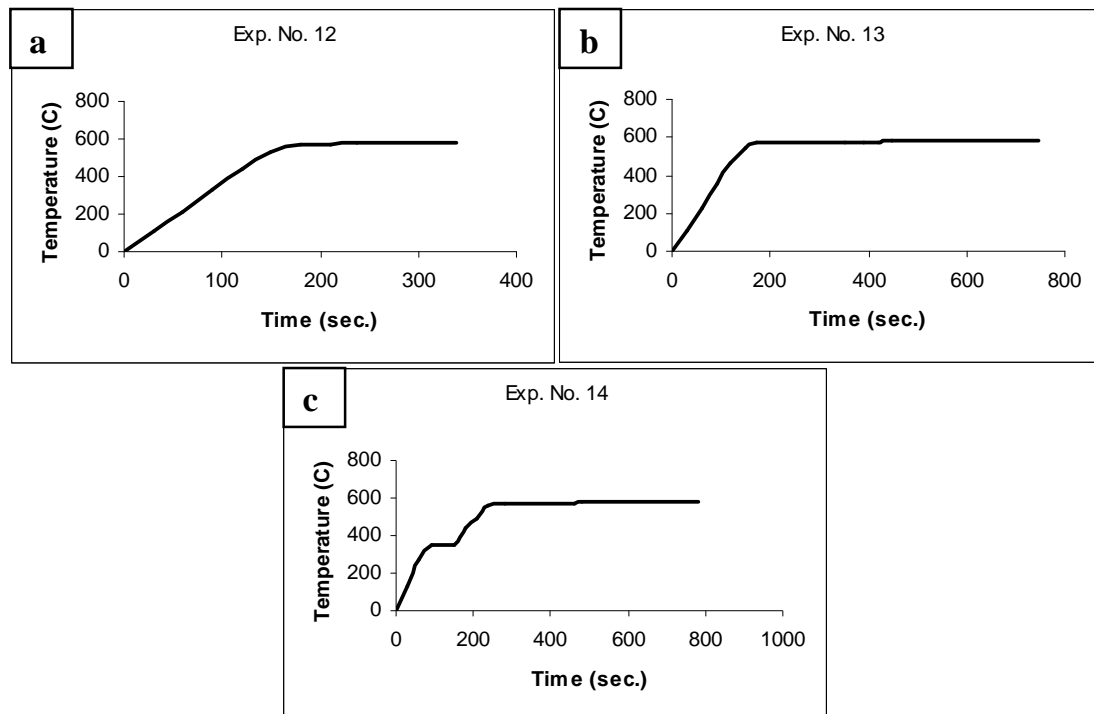 a
Exp. No. 12
800
600
400
200
0
Temperature (C)
0 100 200 300 400
Time (sec.)
b
Exp. No. 13
800
600
400
200
0
Temperature (C)
0 200 400 600 800
Time (sec.)
c
Exp. No. 14
800
600
400
200
0
Temperature (C)
0 200 400 600 800 1000
Time (sec.)